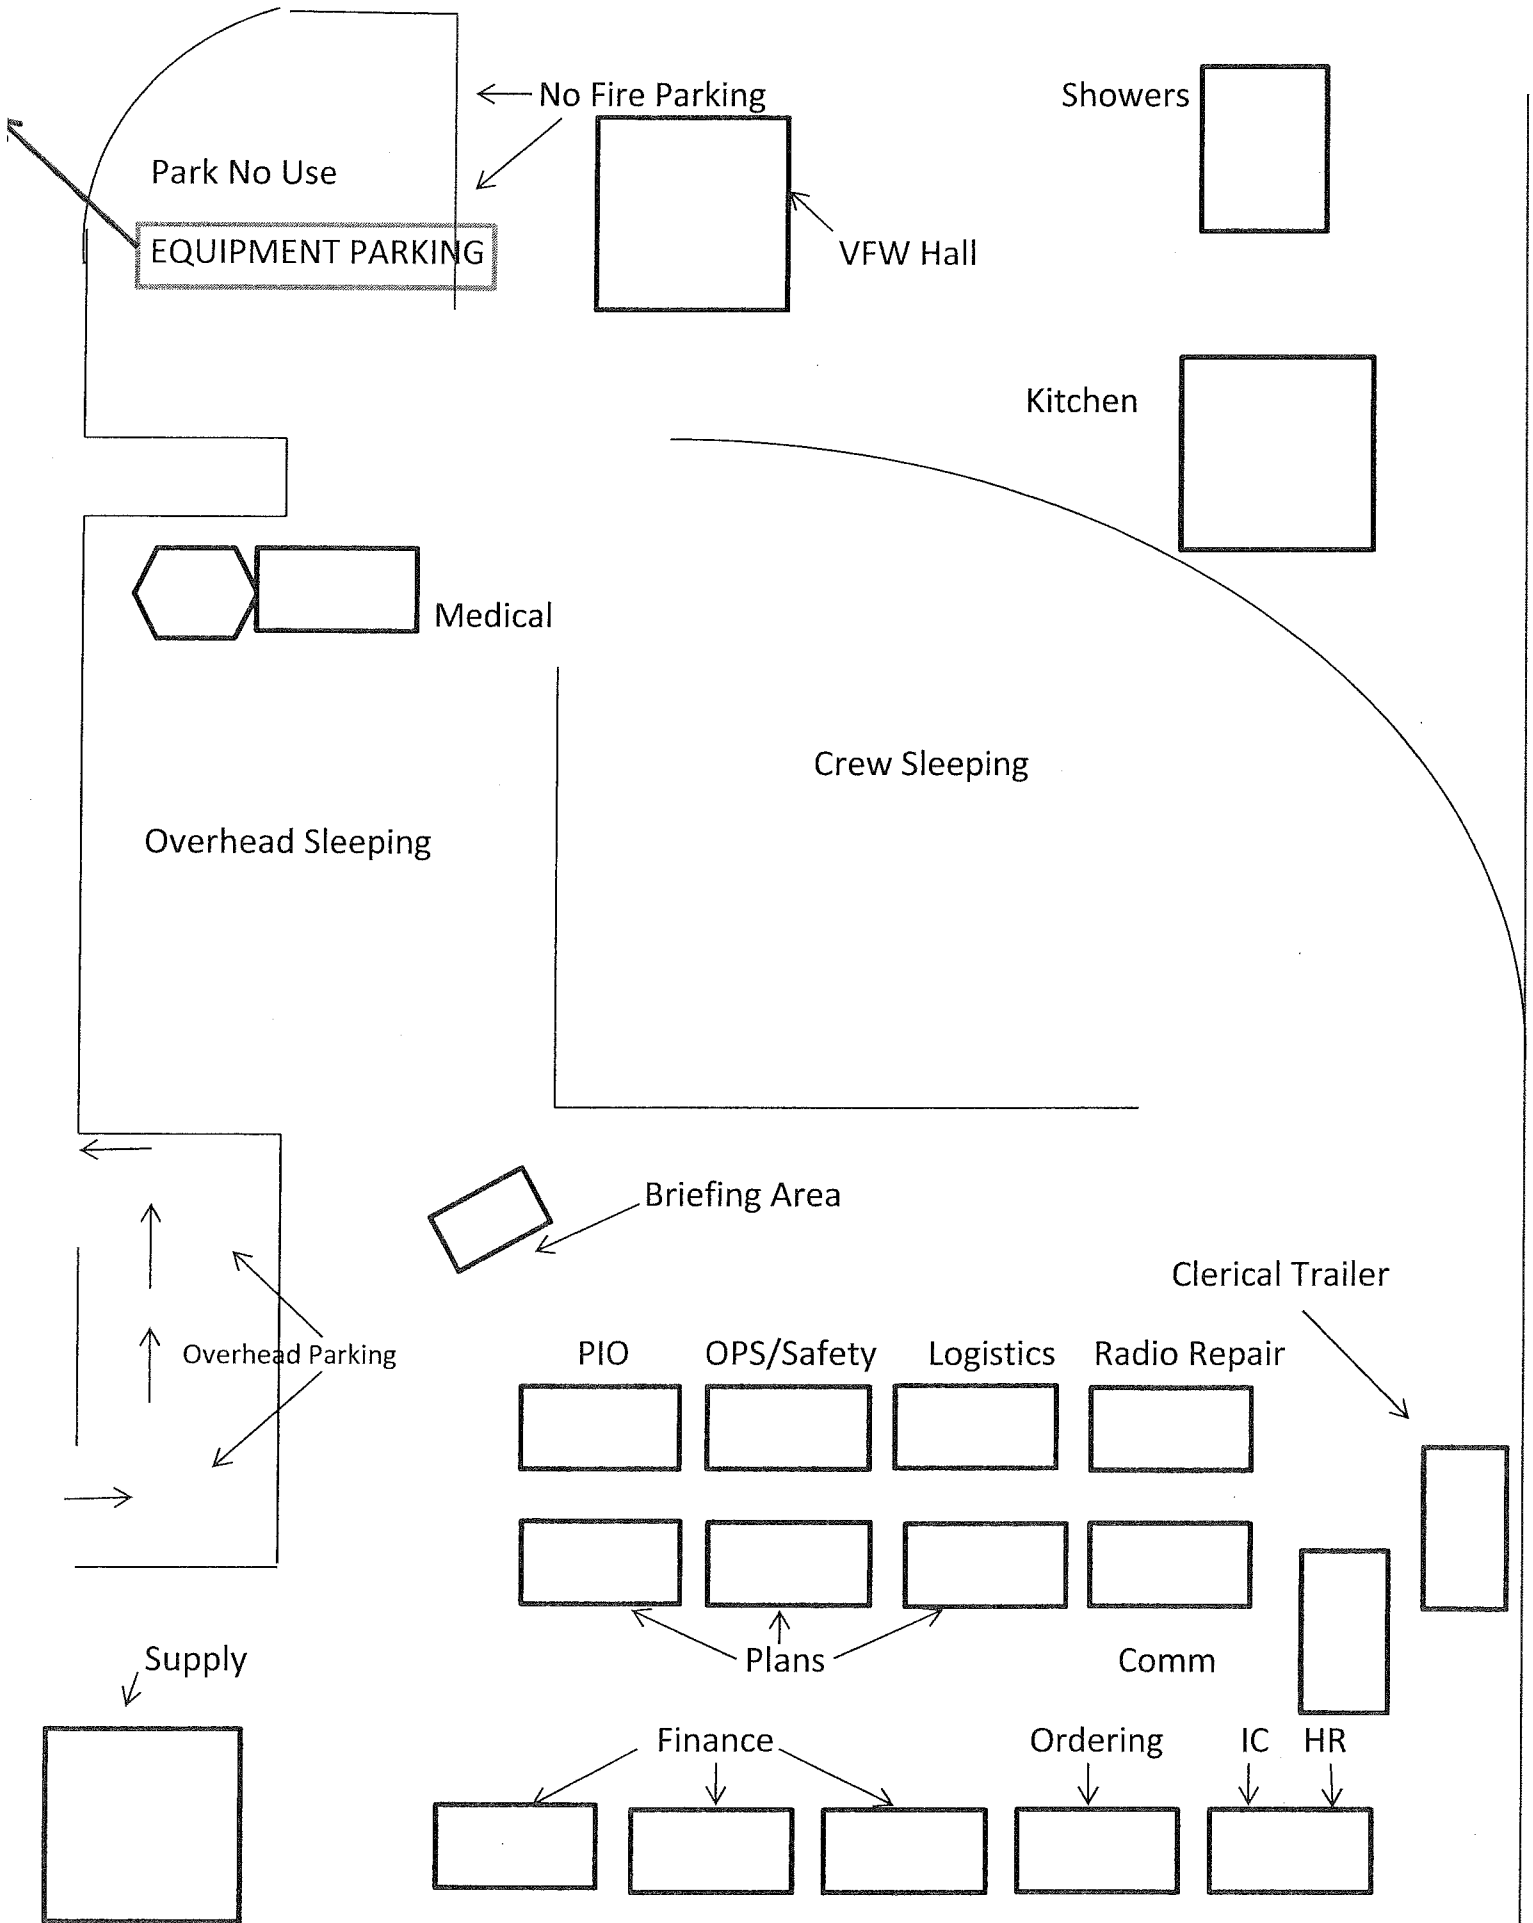 No Fire Parking
Showers
Park No Use
EQUIPMENT PARKING
VFW Hall
Kitchen
Medical
Crew Sleeping
Overhead Sleeping
Briefing Area
Clerical Trailer
Overhead Parking
PIO
OPS/Safety
Logistics
Radio Repair
Supply
Plans
Comm
Finance
Ordering
IC
HR